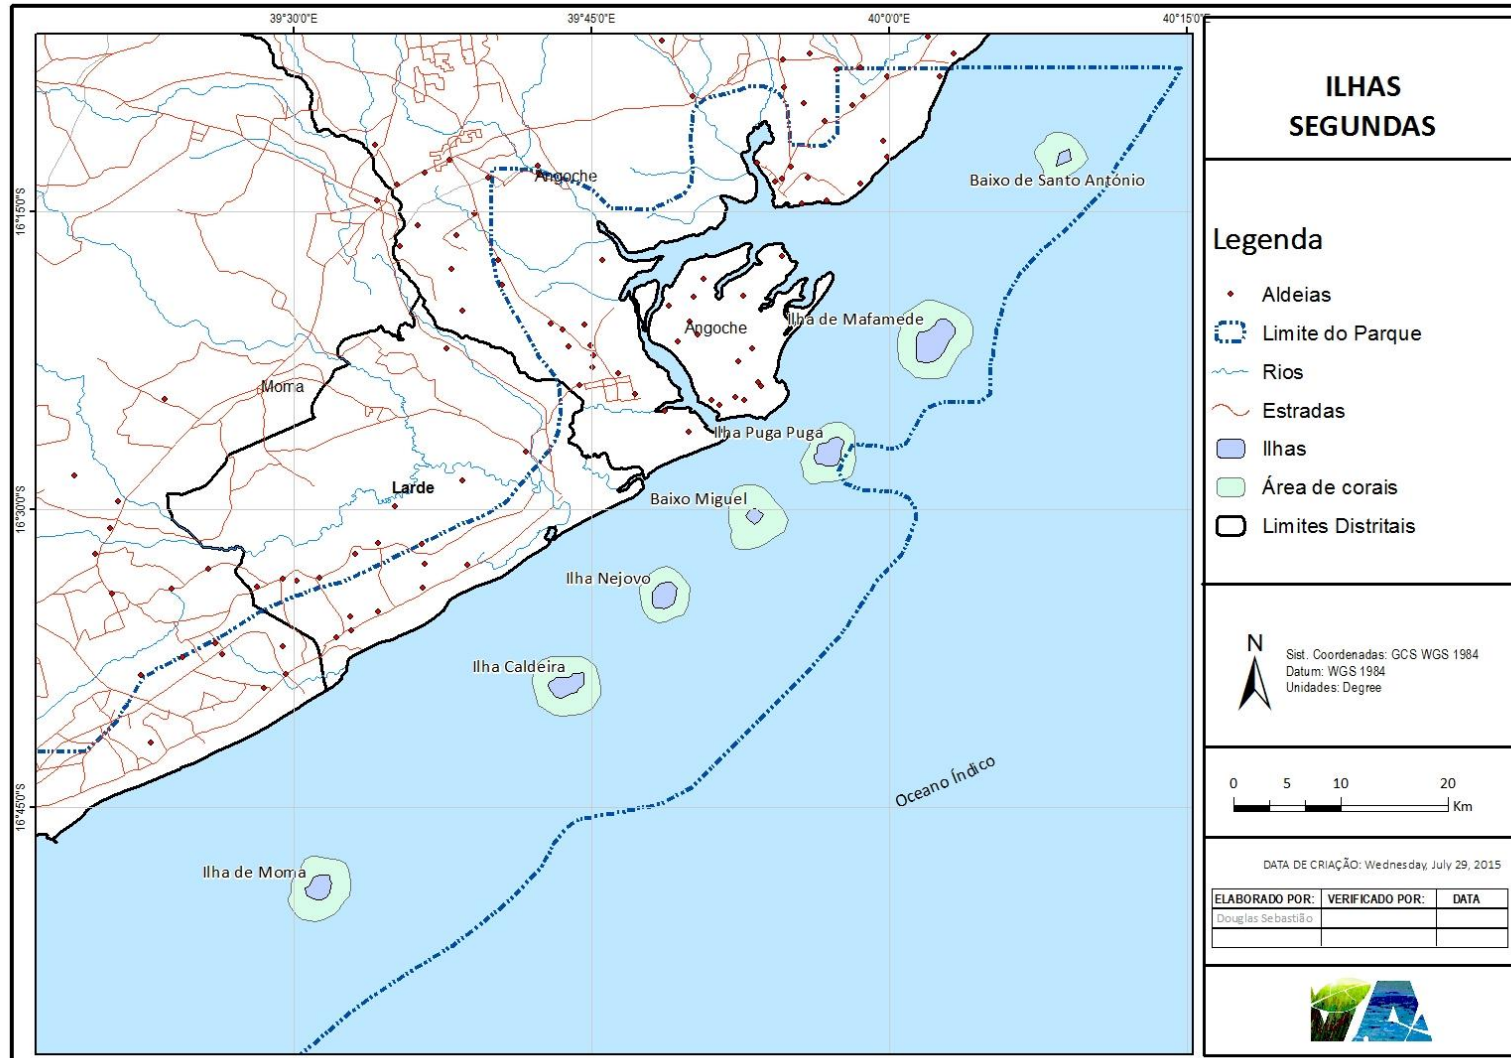 39°30'0"E
39°45'0"E
40°0'0"E
40°15'0"E
16°15'0"S
16°30'0"S
16°45'0"S
Angoche
Baixo de Santo António
Ilha de Mafamede
Angoche
Moma
Ilha Puga Puga
Larde
Baixo Miguel
Ilha Nejovo
Ilha Caldeira
Oceano Índico
Ilha de Moma
ILHAS
SEGUNDAS
Legenda
Aldeias
Limite do Parque
Rios
Estradas
Ilhas
Área de corais
Limites Distritais
N
Sist. Coordenadas: GCS WGS 1984
Datum: WGS 1984
Unidades: Degree
0 5 10 20
Km
DATA DE CRIAÇÃO: Wednesday, July 29, 2015
ELABORADO POR: VERIFICADO POR: DATA
Douglas Sebastião